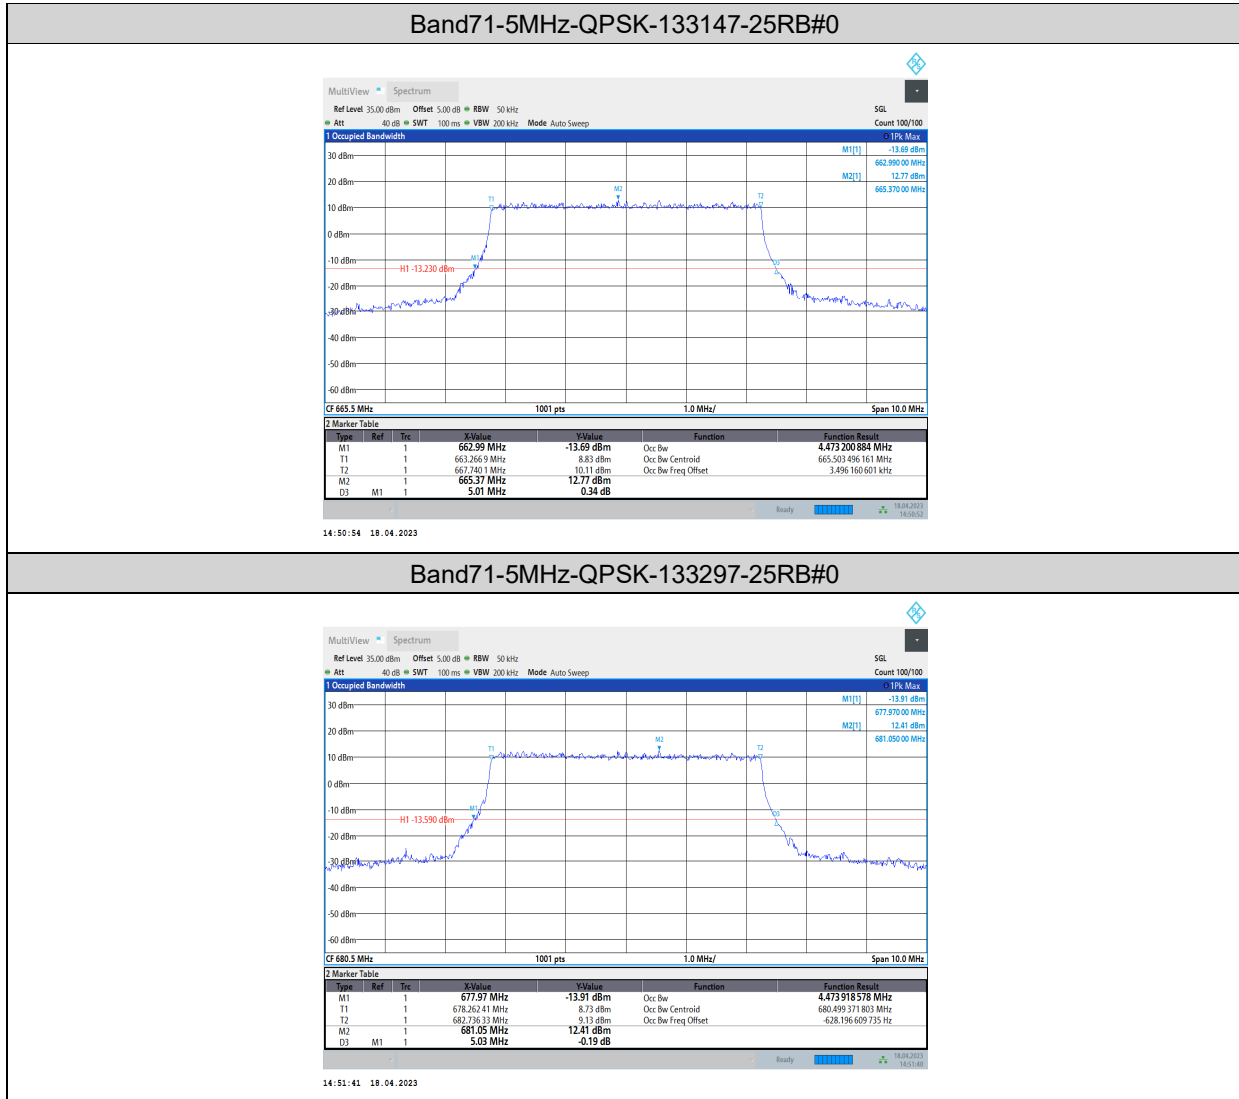 Band71-5MHz-QPSK-133147-25RB#0
MultiView Spectrum
Ref Level 35.00 dBm Offset 5.00 dB RBW 50 kHz SGL
Att 40 dB SWT 100 ms VBW 200 kHz Mode Auto Sweep Count 100/100
1 Occupied Bandwidth 1Pk Max
M1[1] -13.69 dBm
30 dBm
662.990 00 MHz
M2[1] 12.77 dBm
20 dBm
665.370 00 MHz
M2
T1 T2
10 dBm
0 dBm
-10 dBm
M1 D3
H1 -13.230 dBm
-20 dBm
-30 dBm
-40 dBm
-50 dBm
-60 dBm
CF 665.5 MHz 1001 pts 1.0 MHz/ Span 10.0 MHz
2 Marker Table
Type Ref Trc X-Value Y-Value Function Function Result
M1 1 662.99 MHz -13.69 dBm Occ Bw 4.473 200 884 MHz
T1 1 663.266 9 MHz 8.83 dBm Occ Bw Centroid 665.503 496 161 MHz
T2 1 667.740 1 MHz 10.11 dBm Occ Bw Freq Offset 3.496 160 601 kHz
M2 1 665.37 MHz 12.77 dBm
D3 M1 1 5.01 MHz 0.34 dB
Ready 18.04.2023
14:50:52
14:50:54 18.04.2023
Band71-5MHz-QPSK-133297-25RB#0
MultiView Spectrum
Ref Level 35.00 dBm Offset 5.00 dB RBW 50 kHz SGL
Att 40 dB SWT 100 ms VBW 200 kHz Mode Auto Sweep Count 100/100
1 Occupied Bandwidth 1Pk Max
M1[1] -13.91 dBm
30 dBm
677.970 00 MHz
M2[1] 12.41 dBm
20 dBm
681.050 00 MHz
M2
T1 T2
10 dBm
0 dBm
-10 dBm
M1 D3
H1 -13.590 dBm
-20 dBm
-30 dBm
-40 dBm
-50 dBm
-60 dBm
CF 680.5 MHz 1001 pts 1.0 MHz/ Span 10.0 MHz
2 Marker Table
Type Ref Trc X-Value Y-Value Function Function Result
M1 1 677.97 MHz -13.91 dBm Occ Bw 4.473 918 578 MHz
T1 1 678.262 41 MHz 8.73 dBm Occ Bw Centroid 680.499 371 803 MHz
T2 1 682.736 33 MHz 9.13 dBm Occ Bw Freq Offset -628.196 609 735 Hz
M2 1 681.05 MHz 12.41 dBm
D3 M1 1 5.03 MHz -0.19 dB
Ready 18.04.2023
14:51:41 18.04.2023